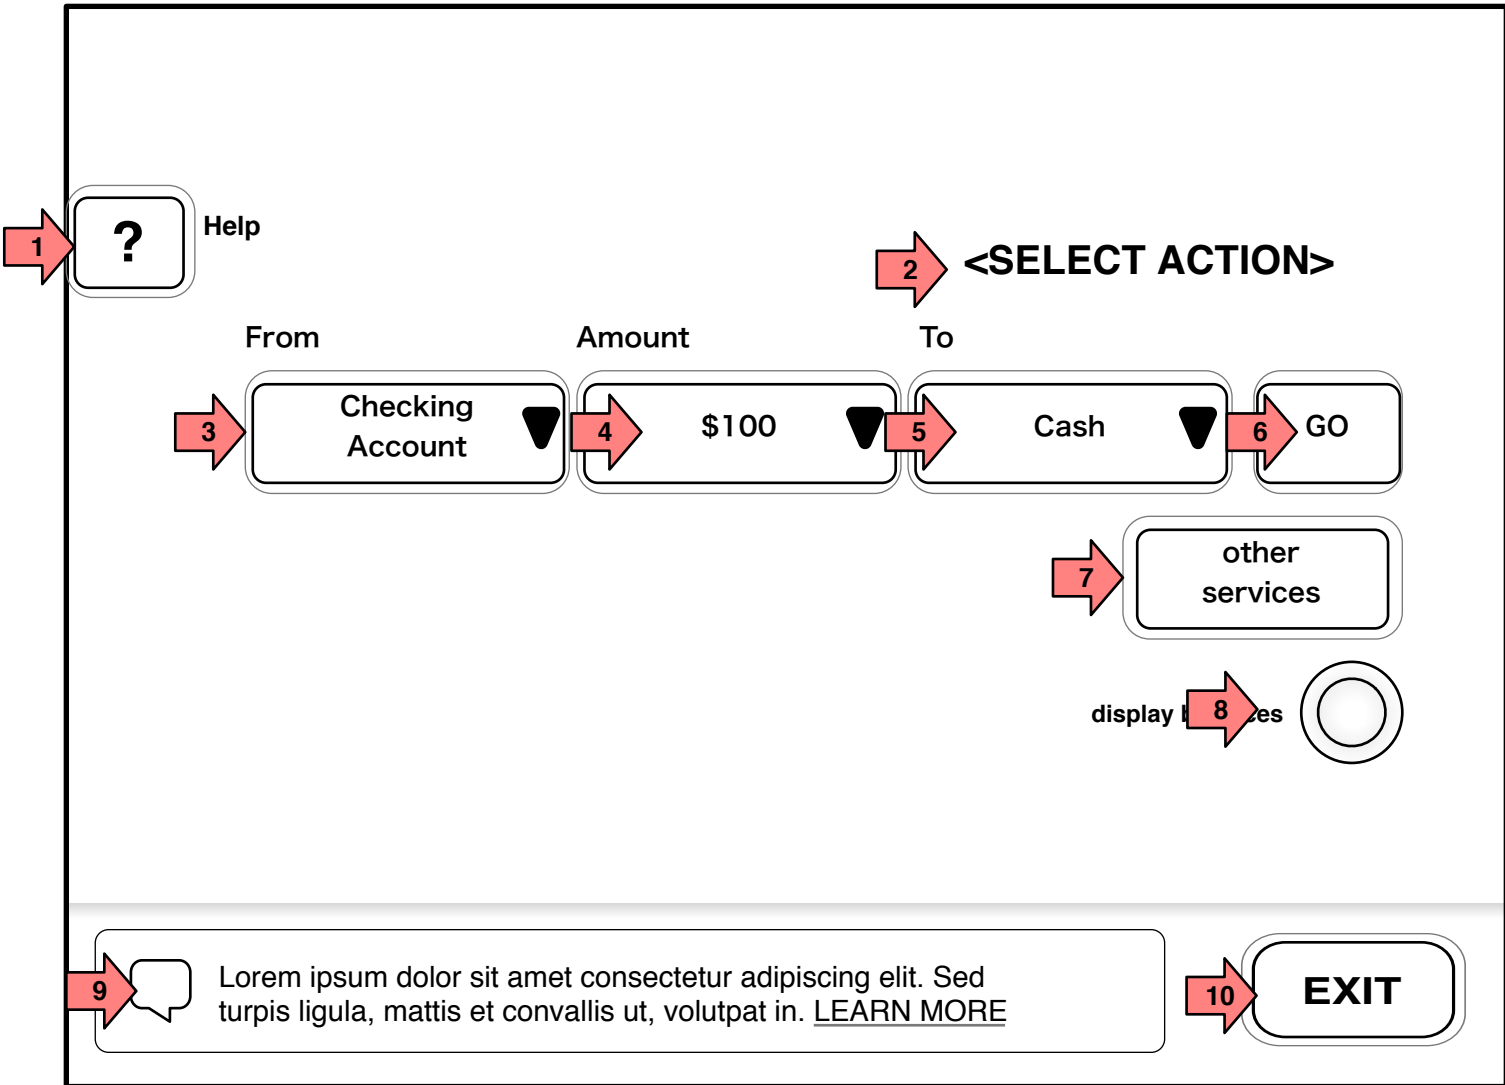 1
?
Help
2
<SELECT ACTION>
From
Amount
To
3
Checking
Account
4
$100
5
Cash
6
GO
7
other
services
display
8
9
Lorem ipsum dolor sit amet consectetur adipiscing elit. Sed
turpis ligula, mattis et convallis ut, volutpat in. LEARN MORE
10
EXIT